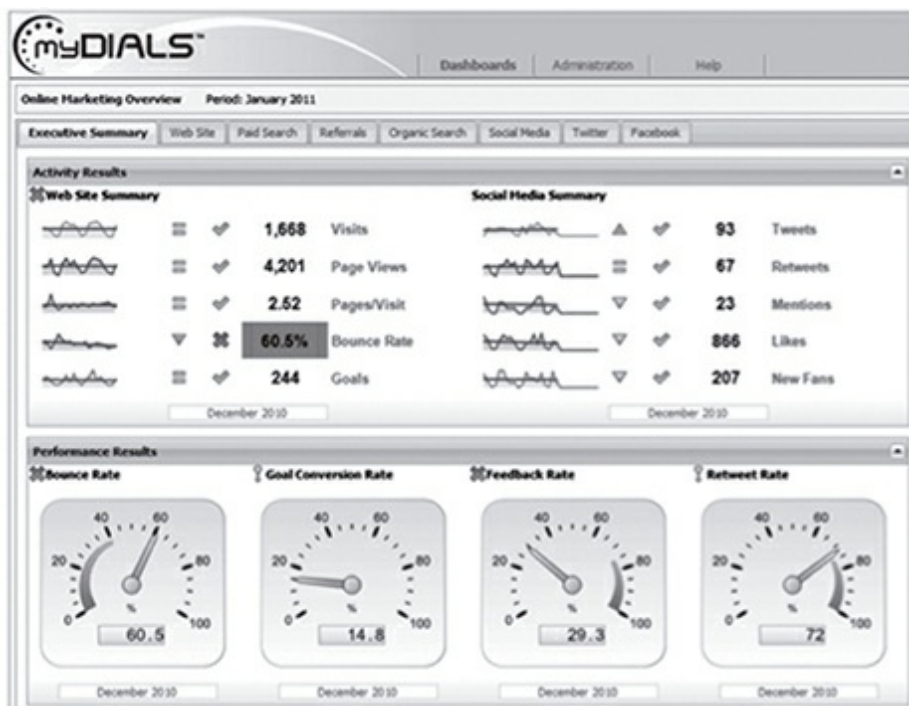 myDIALS™
Dashboards Administration Help
Online Marketing Overview Period: January 2011
Executive Summary Web Site Paid Search Referrals Organic Search Social Media Twitter Facebook
Activity Results
Web Site Summary
1,668 Visits
4,201 Page Views
2.52 Pages/Visit
60.5% Bounce Rate
244 Goals
December 2010
Social Media Summary
93 Tweets
67 Retweets
23 Mentions
866 Likes
207 New Fans
December 2010
Performance Results
Bounce Rate
0 20 40 60 80 100
%
60.5
December 2010
Goal Conversion Rate
0 20 40 60 80 100
%
14.8
December 2010
Feedback Rate
0 20 40 60 80 100
%
29.3
December 2010
Retweet Rate
0 20 40 60 80 100
%
72
December 2010